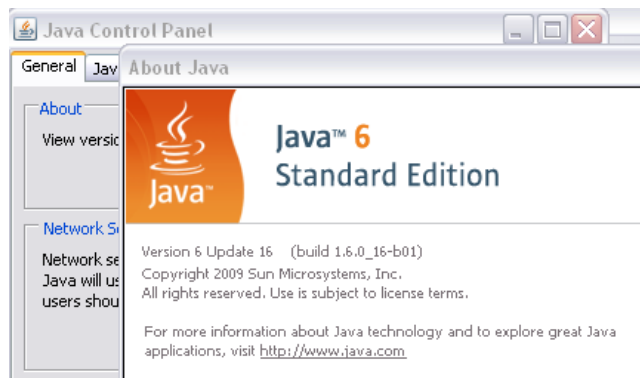 Java Control Panel
General Jav
About Java
About
View versic
Java™
Java™ 6
Standard Edition
Network S
Network se
Java will us
users shou
Version 6 Update 16 (build 1.6.0_16-b01)
Copyright 2009 Sun Microsystems, Inc.
All rights reserved. Use is subject to license terms.
For more information about Java technology and to explore great Java
applications, visit http://www.java.com